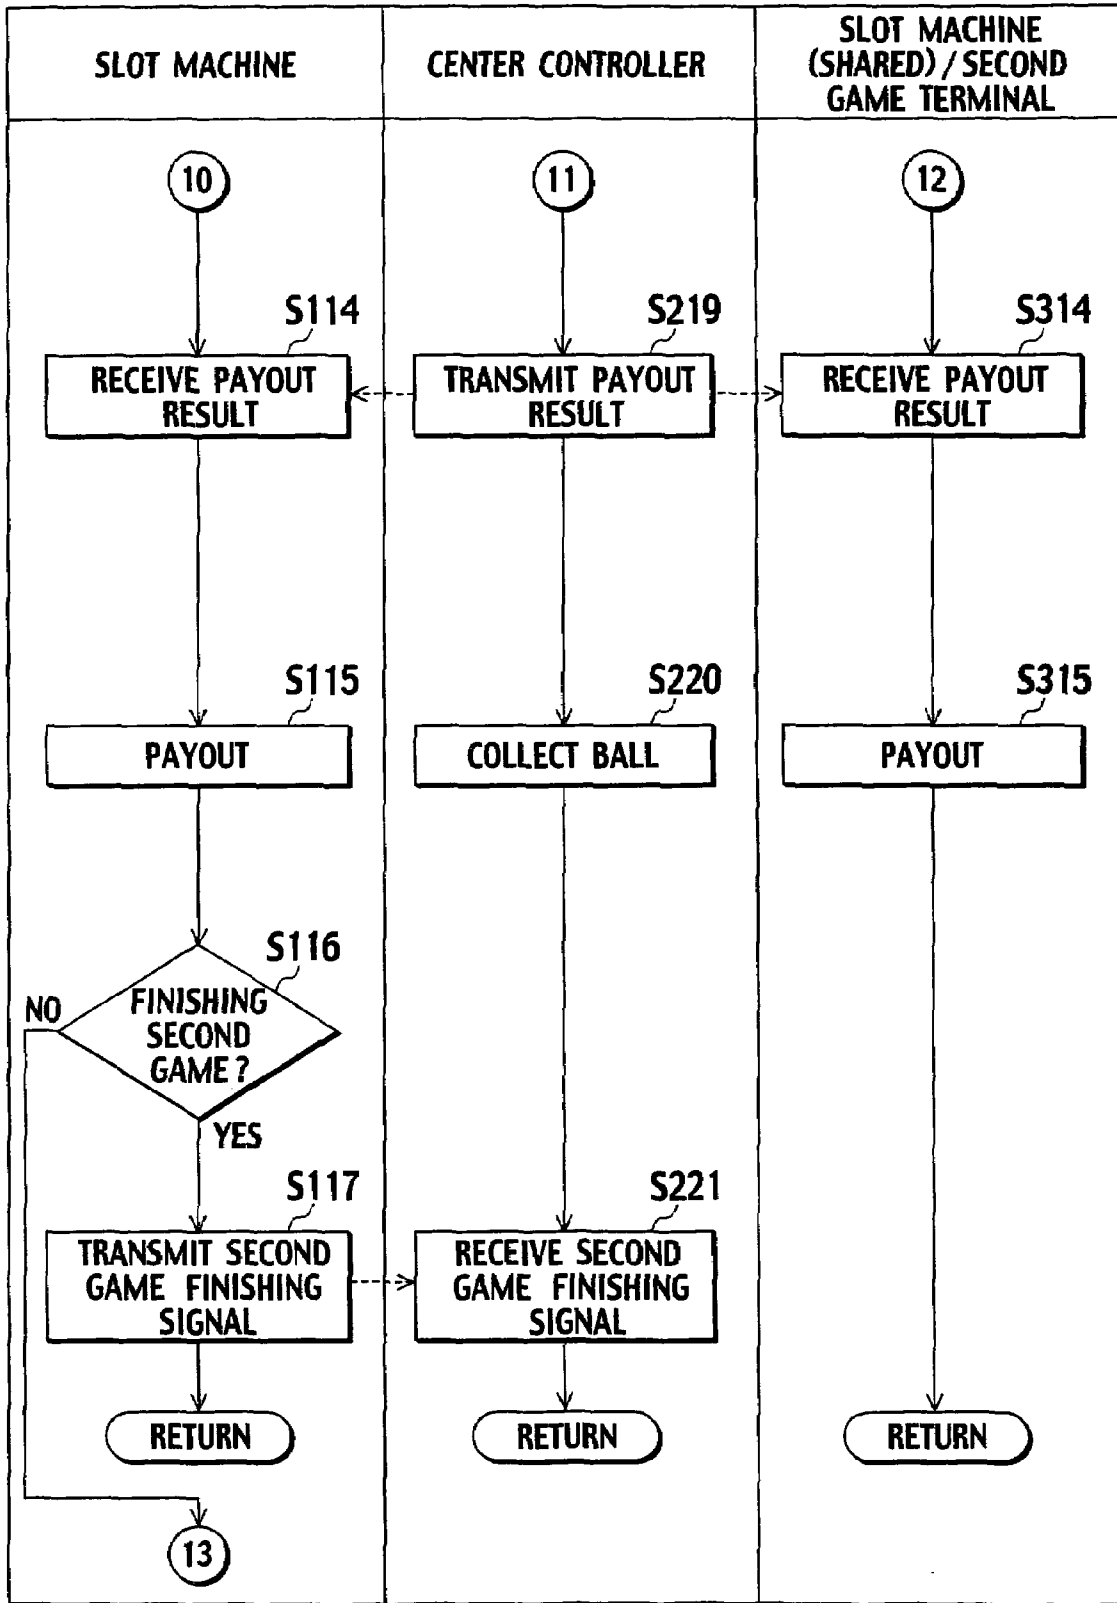 SLOT MACHINE
CENTER CONTROLLER
SLOT MACHINE
(SHARED)/SECOND
GAME TERMINAL
10
11
12
S114
RECEIVE PAYOUT
RESULT
S219
TRANSMIT PAYOUT
RESULT
S314
RECEIVE PAYOUT
RESULT
S115
PAYOUT
S220
COLLECT BALL
S315
PAYOUT
S116
FINISHING
SECOND
GAME?
NO
YES
S117
TRANSMIT SECOND
GAME FINISHING
SIGNAL
S221
RECEIVE SECOND
GAME FINISHING
SIGNAL
RETURN
RETURN
RETURN
13